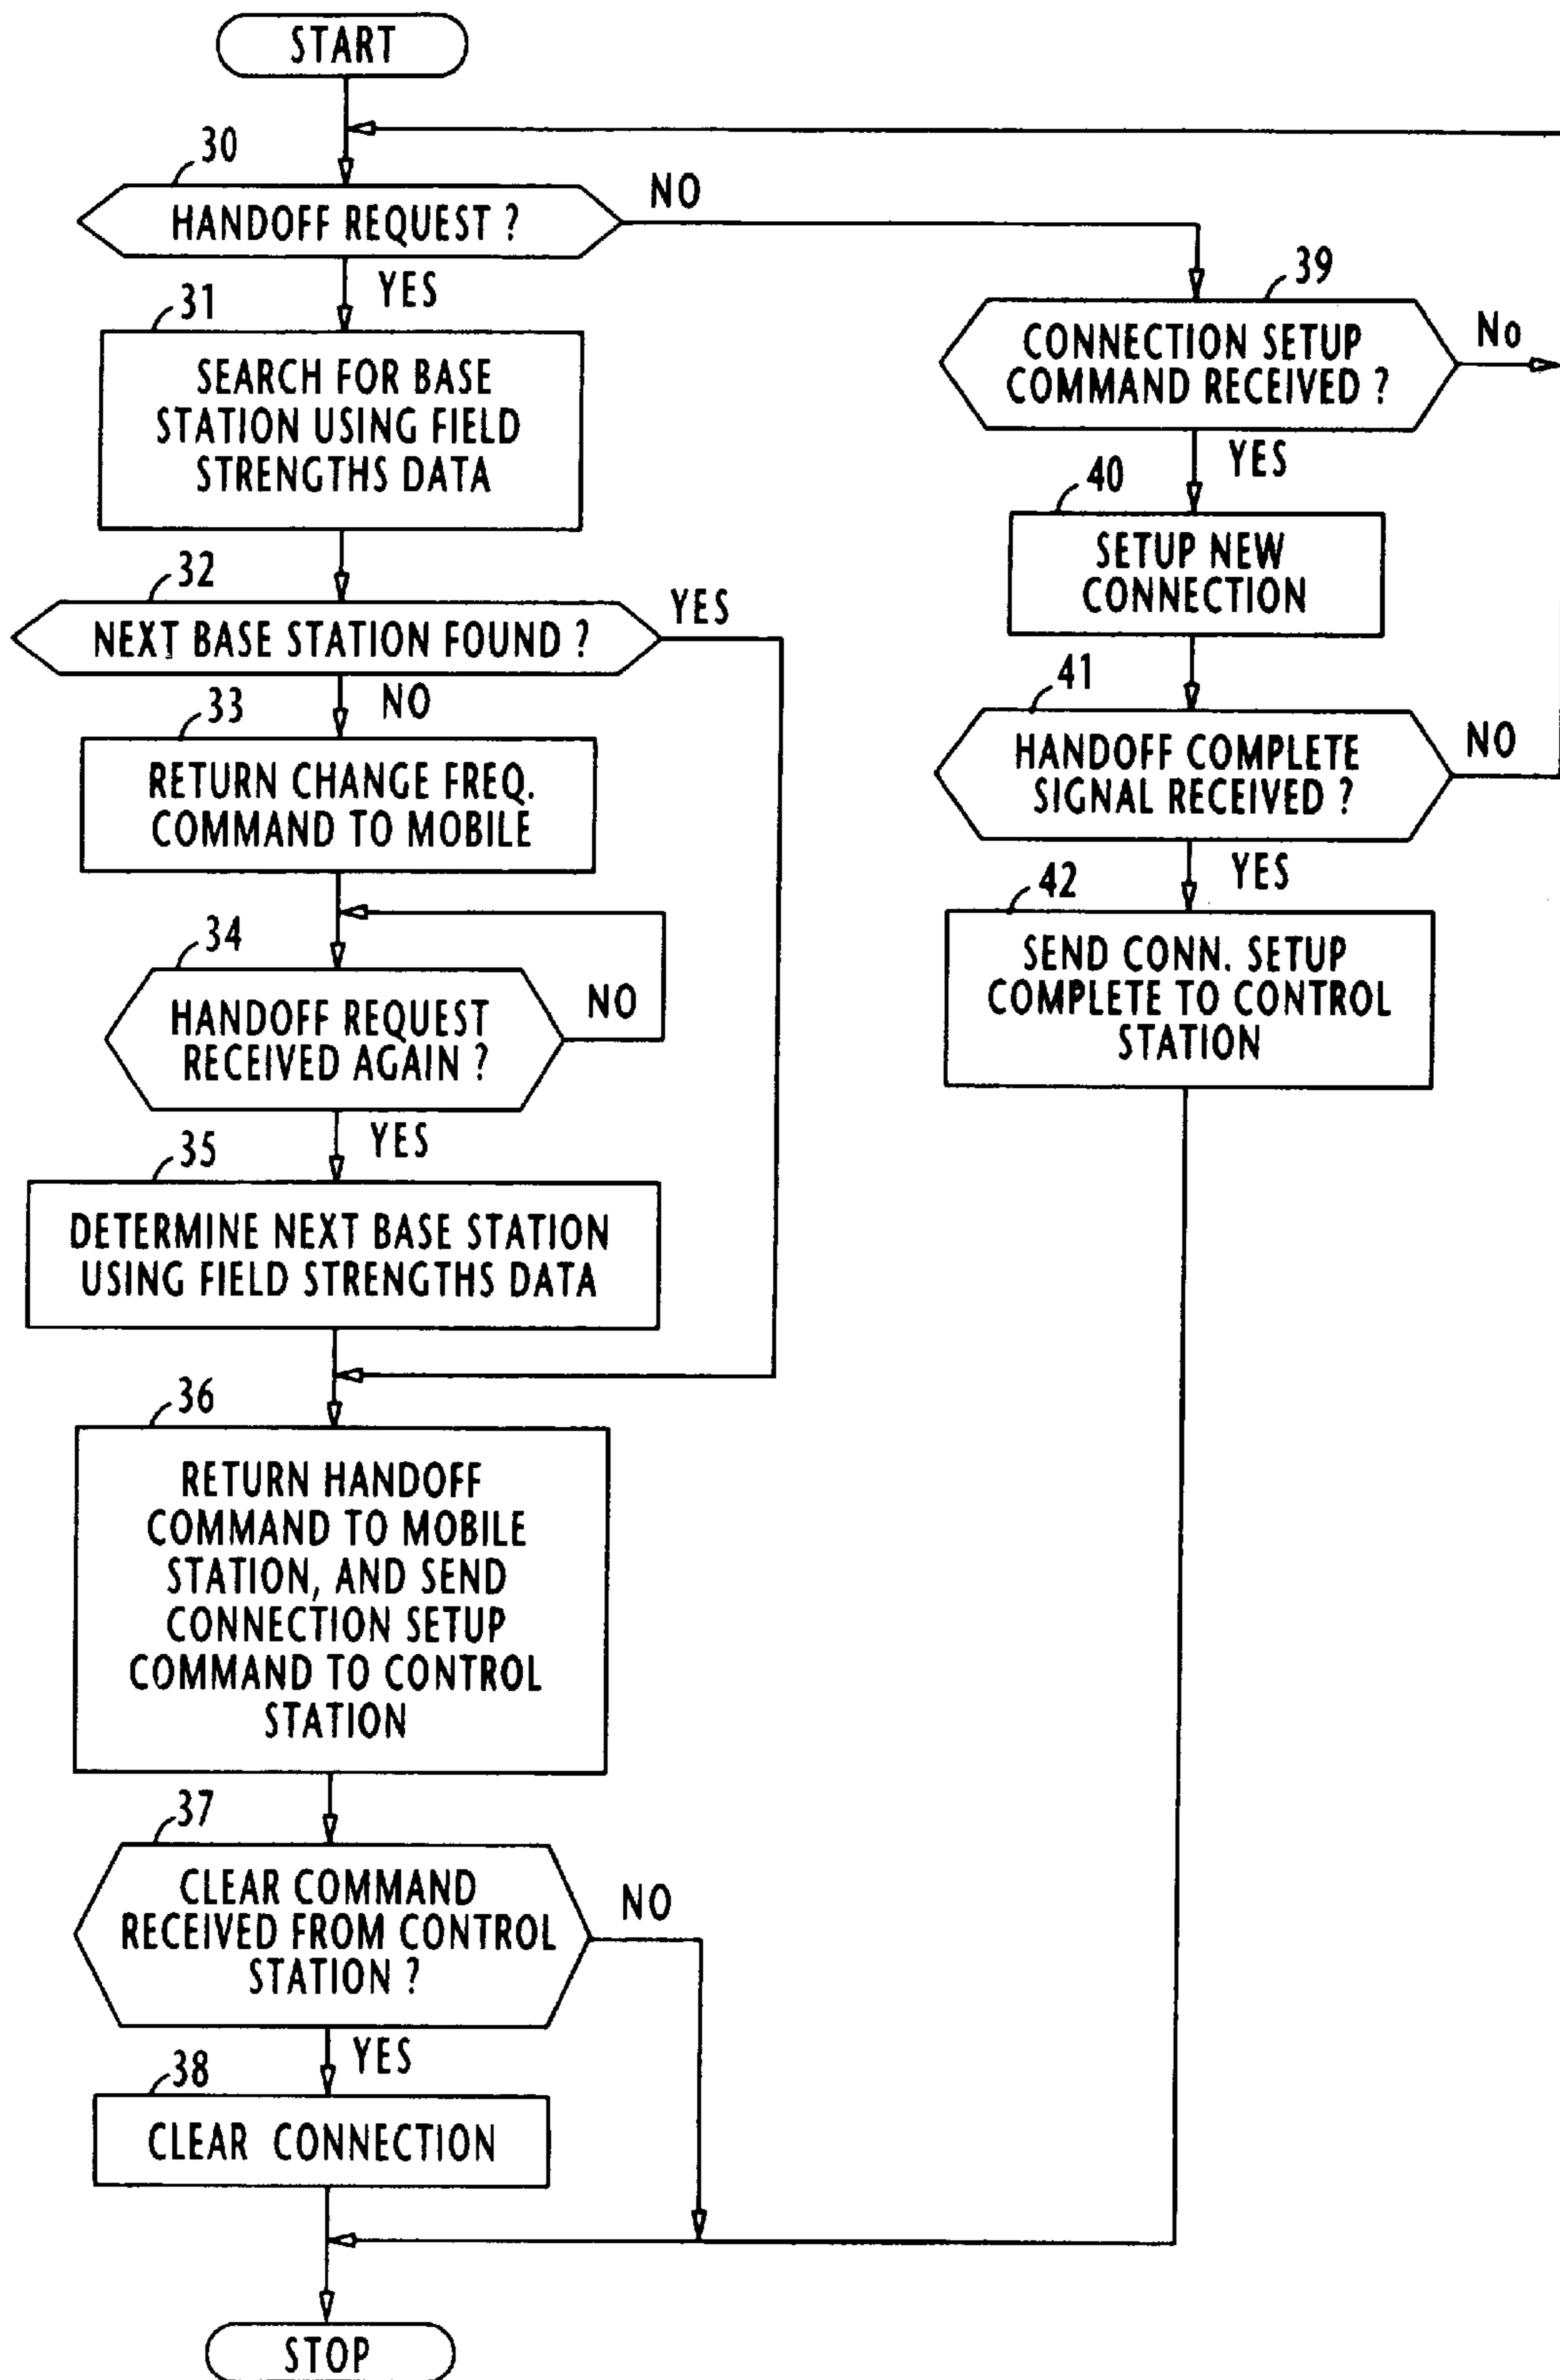 START
30
HANDOFF REQUEST ?
NO
YES
31
SEARCH FOR BASE
STATION USING FIELD
STRENGTHS DATA
32
NEXT BASE STATION FOUND ?
YES
NO
33
RETURN CHANGE FREQ.
COMMAND TO MOBILE
34
HANDOFF REQUEST
RECEIVED AGAIN ?
NO
YES
35
DETERMINE NEXT BASE STATION
USING FIELD STRENGTHS DATA
36
RETURN HANDOFF
COMMAND TO MOBILE
STATION, AND SEND
CONNECTION SETUP
COMMAND TO CONTROL
STATION
37
CLEAR COMMAND
RECEIVED FROM CONTROL
STATION ?
NO
YES
38
CLEAR CONNECTION
STOP
39
CONNECTION SETUP
COMMAND RECEIVED ?
No
YES
40
SETUP NEW
CONNECTION
41
HANDOFF COMPLETE
SIGNAL RECEIVED ?
NO
YES
42
SEND CONN. SETUP
COMPLETE TO CONTROL
STATION